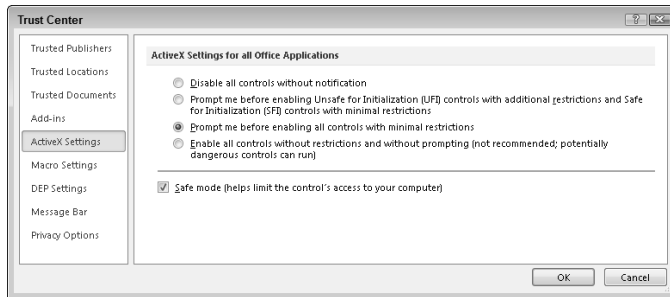 Trust Center
Trusted Publishers
Trusted Locations
Trusted Documents
Add-ins
ActiveX Settings
Macro Settings
DEP Settings
Message Bar
Privacy Options
ActiveX Settings for all Office Applications
Disable all controls without notification
Prompt me before enabling Unsafe for Initialization (UFI) controls with additional restrictions and Safe
for Initialization (SFI) controls with minimal restrictions
Prompt me before enabling all controls with minimal restrictions
Enable all controls without restrictions and without prompting (not recommended; potentially
dangerous controls can run)
Safe mode (helps limit the control's access to your computer)
OK
Cancel